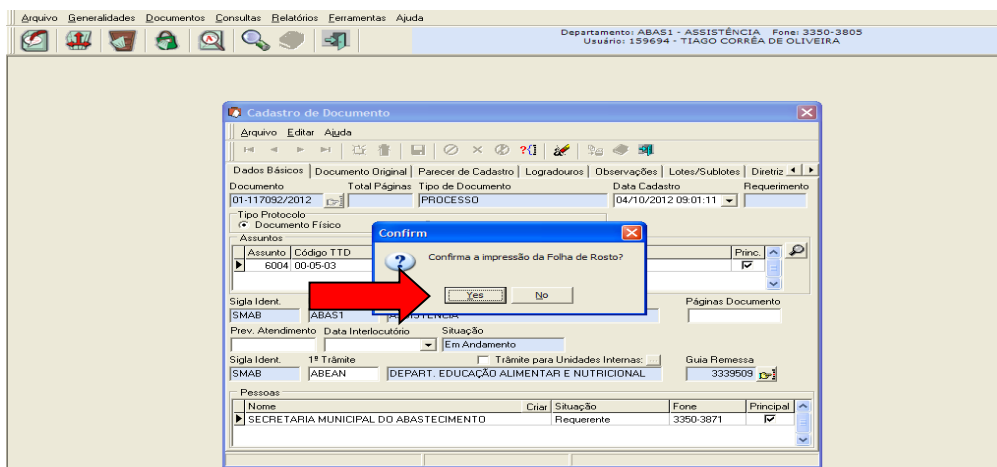 Arquivo Generalidades Documentos Consultas Relatórios Ferramentas Ajuda
Departamento: ABAS1 - ASSISTÊNCIA Fone: 3350-3805
Usuário: 159694 - TIAGO CORRÊA DE OLIVEIRA
Cadastro de Documento
Arquivo Editar Ajuda
Dados Básicos Documento Original Parecer de Cadastro Logradouros Observações Lotes/Sublotes Diretriz
Documento Total Páginas Tipo de Documento Data Cadastro Requerimento
01-117092/2012 PROCESSO 04/10/2012 09:01:11
Tipo Protocolo
Documento Físico
Confirm
Assuntos
Assunto Código TTD Princ.
6004 00-05-03
Confirma a impressão da Folha de Rosto?
Yes No
Sigla Ident. Páginas Documento
SMAB ABAS1 ASSISTÊNCIA
Prev. Atendimento Data Interlocutório Situação
Em Andamento
Sigla Ident. 1ª Trâmite Trâmite para Unidades Internas: ... Guia Remessa
SMAB ABEAN DEPART. EDUCAÇÃO ALIMENTAR E NUTRICIONAL 3339509
Pessoas
Nome Criar Situação Fone Principal
SECRETARIA MUNICIPAL DO ABASTECIMENTO Requerente 3350-3871